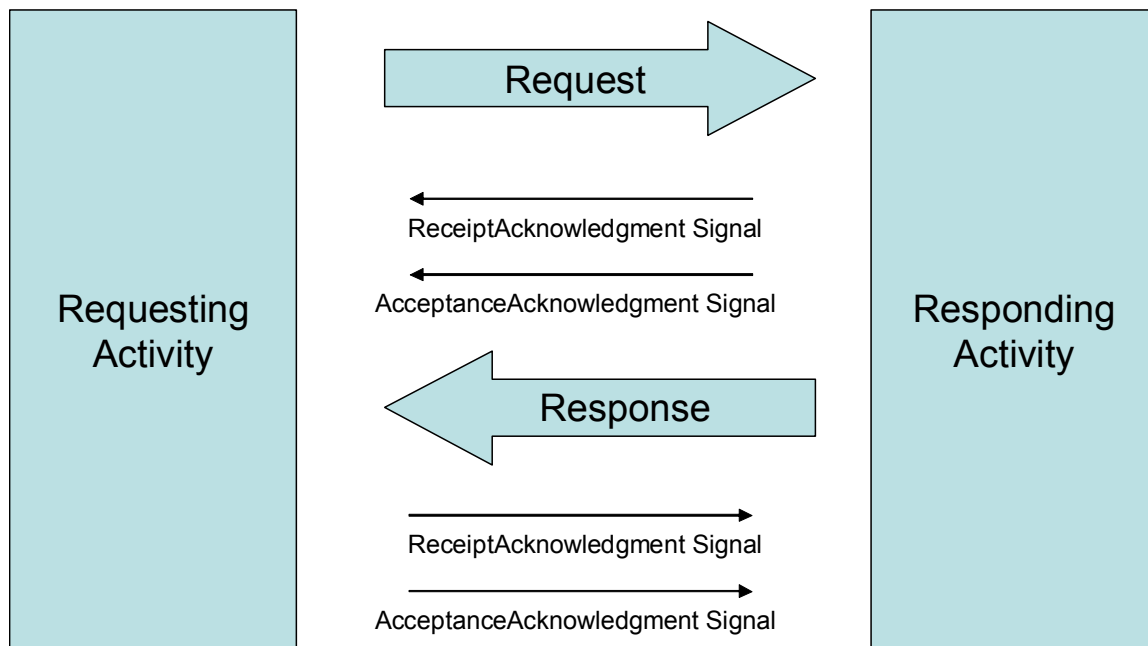 Request
ReceiptAcknowledgment Signal
AcceptanceAcknowledgment Signal
Requesting
Activity
Responding
Activity
Response
ReceiptAcknowledgment Signal
AcceptanceAcknowledgment Signal